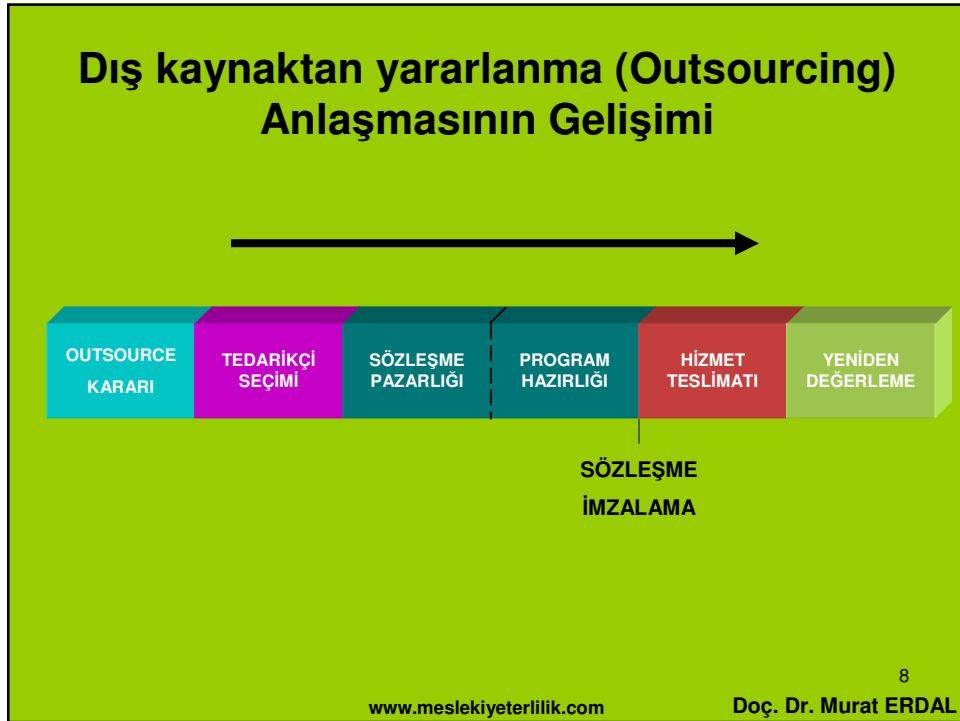 Dış kaynaktan yararlanma (Outsourcing)
Anlaşmasının Gelişimi
OUTSOURCE
KARARI
TEDARİKÇİ
SEÇİMİ
SÖZLEŞME
PAZARLIĞI
PROGRAM
HAZIRLIĞI
HİZMET
TESLİMATI
YENİDEN
DEĞERLEME
SÖZLEŞME
İMZALAMA
8
www.meslekiyeterlilik.com
Doç. Dr. Murat ERDAL